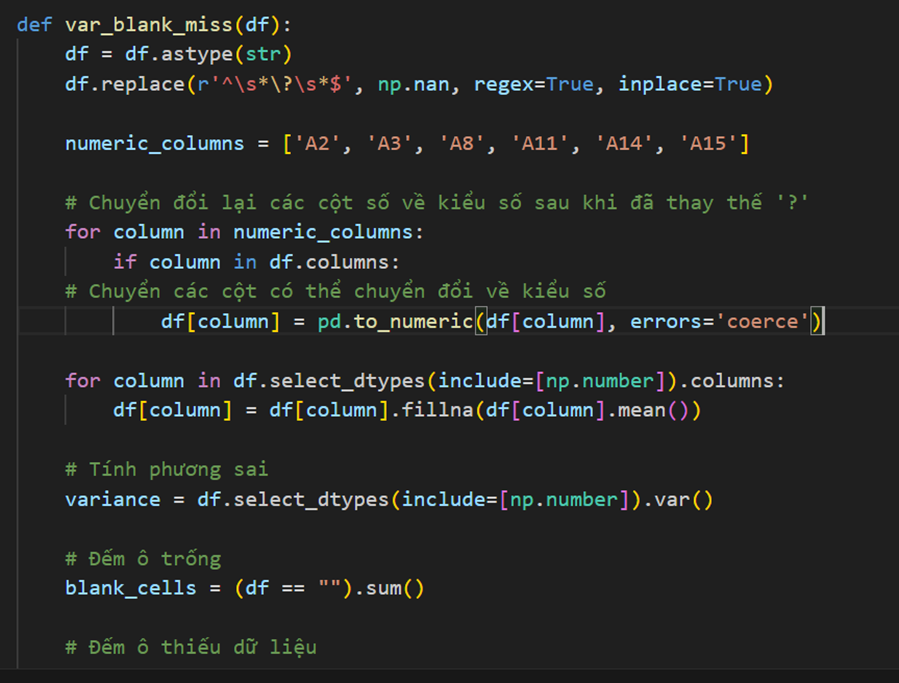 def var_blank_miss(df):
    df = df.astype(str)
    df.replace(r'^\s*\?\s*$', np.nan, regex=True, inplace=True)

    numeric_columns = ['A2', 'A3', 'A8', 'A11', 'A14', 'A15']

    # Chuyển đổi lại các cột số về kiểu số sau khi đã thay thế '?'
    for column in numeric_columns:
        if column in df.columns:
    # Chuyển các cột có thể chuyển đổi về kiểu số
            df[column] = pd.to_numeric(df[column], errors='coerce')

    for column in df.select_dtypes(include=[np.number]).columns:
        df[column] = df[column].fillna(df[column].mean())

    # Tính phương sai
    variance = df.select_dtypes(include=[np.number]).var()

    # Đếm ô trống
    blank_cells = (df == "").sum()

    # Đếm ô thiếu dữ liệu